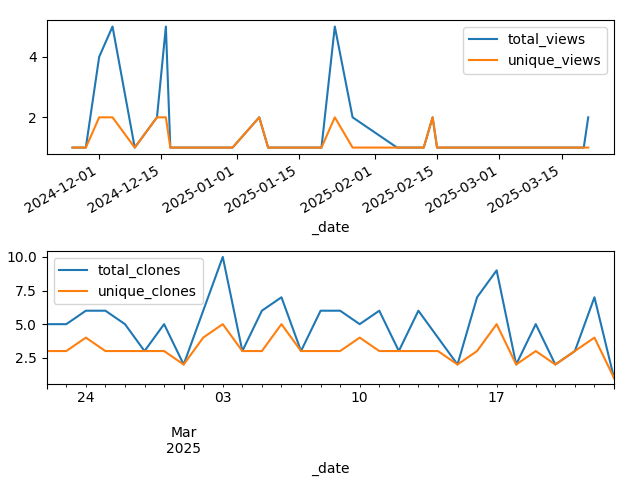 4
2
total_views
unique_views
2024-12-01
2024-12-15
2025-01-01
2025-01-15
2025-02-01
2025-02-15
2025-03-01
2025-03-15
_date
10.0
7.5
5.0
2.5
total_clones
unique_clones
24
03
10
17
Mar
2025
_date